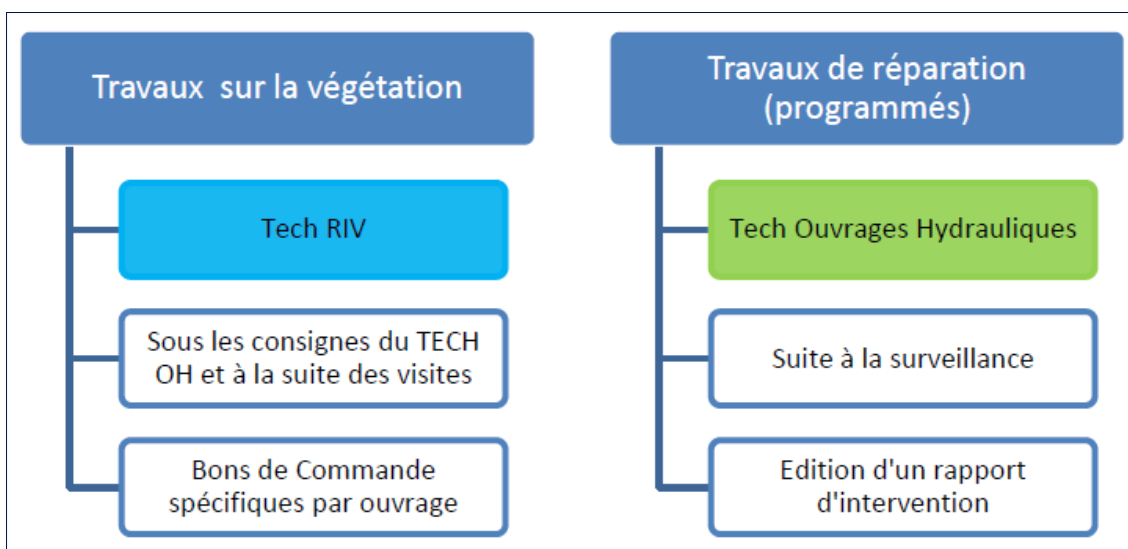 Travaux sur la végétation
Tech RIV
Sous les consignes du TECH
OH et à la suite des visites
Bons de Commande
spécifiques par ouvrage
Travaux de réparation
(programmés)
Tech Ouvrages Hydrauliques
Suite à la surveillance
Edition d'un rapport
d'intervention